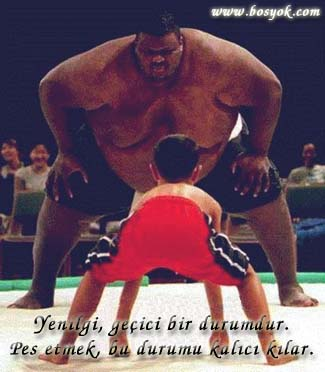 www.bosyok.com
Yenilgi, geçici bir durumdur.
Pes etmek, bu durumu kalıcı kılar.